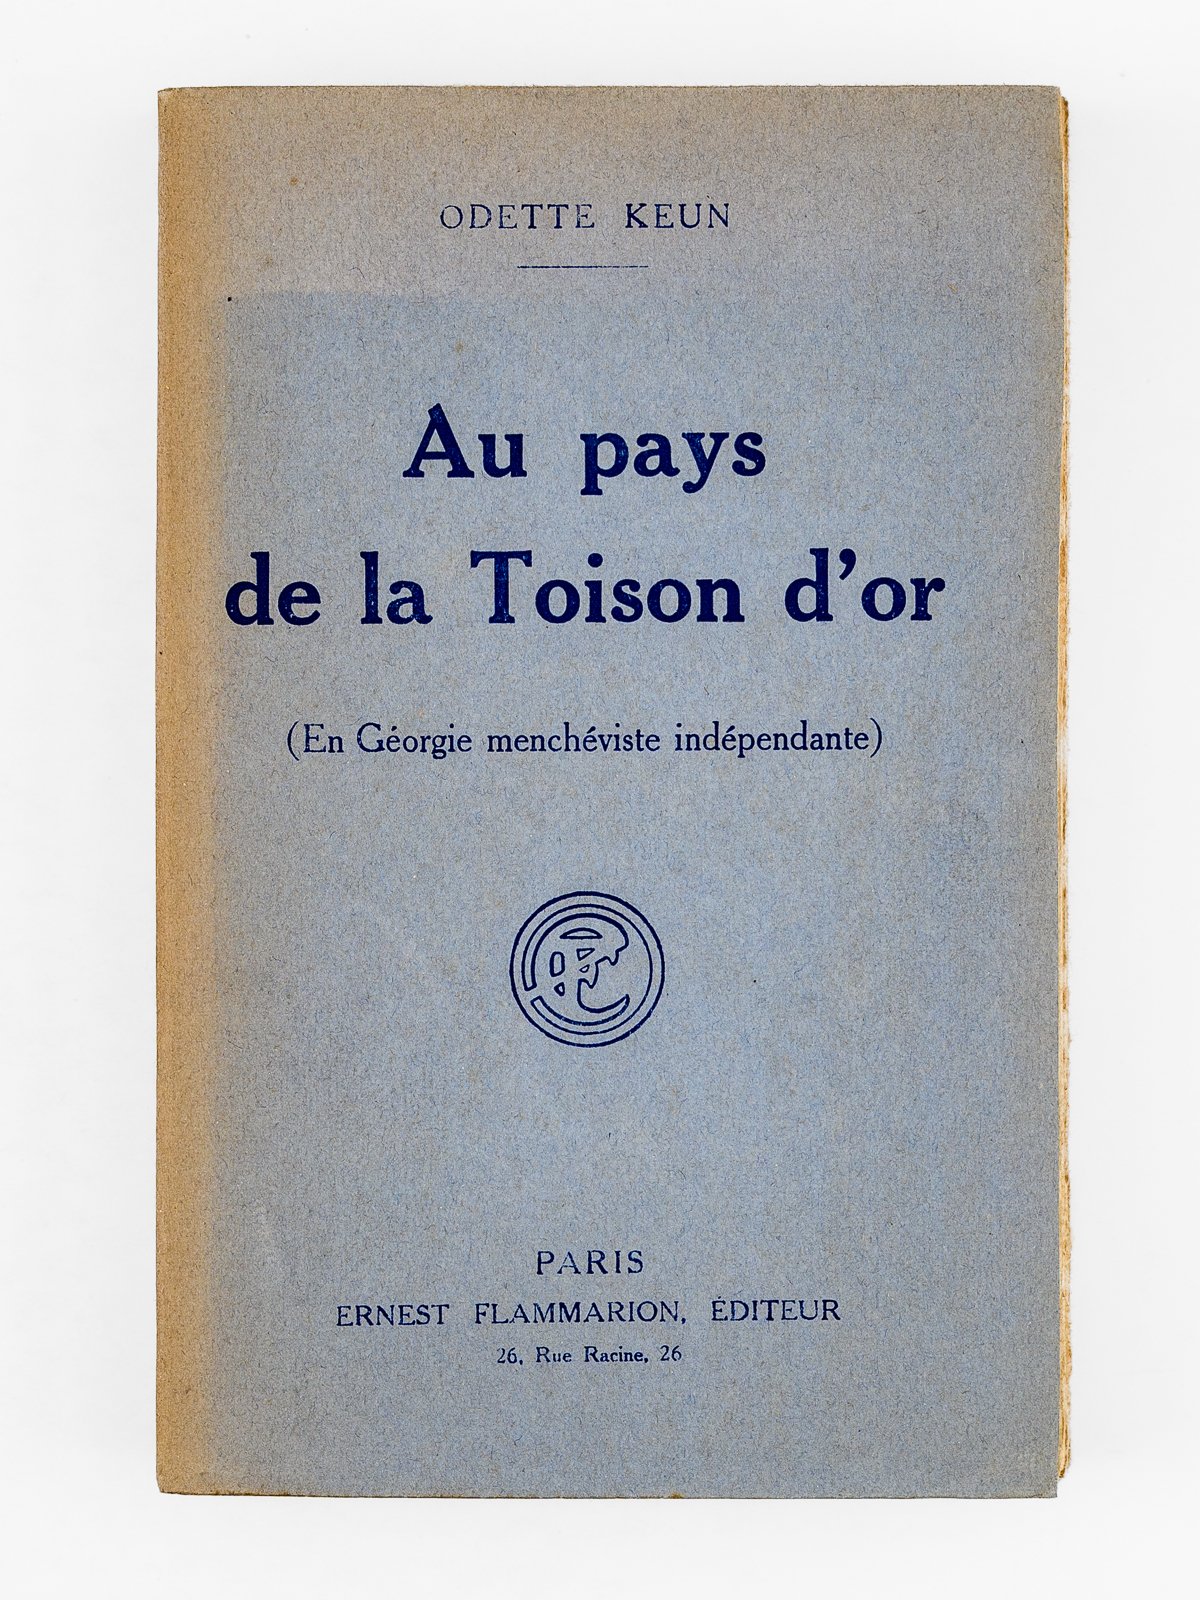 ODETTE KEUN
Au pays
de la Toison d'or
(En Géorgie menchéviste indépendante)
PARIS
ERNEST FLAMMARION, ÉDITEUR
26, Rue Racine, 26